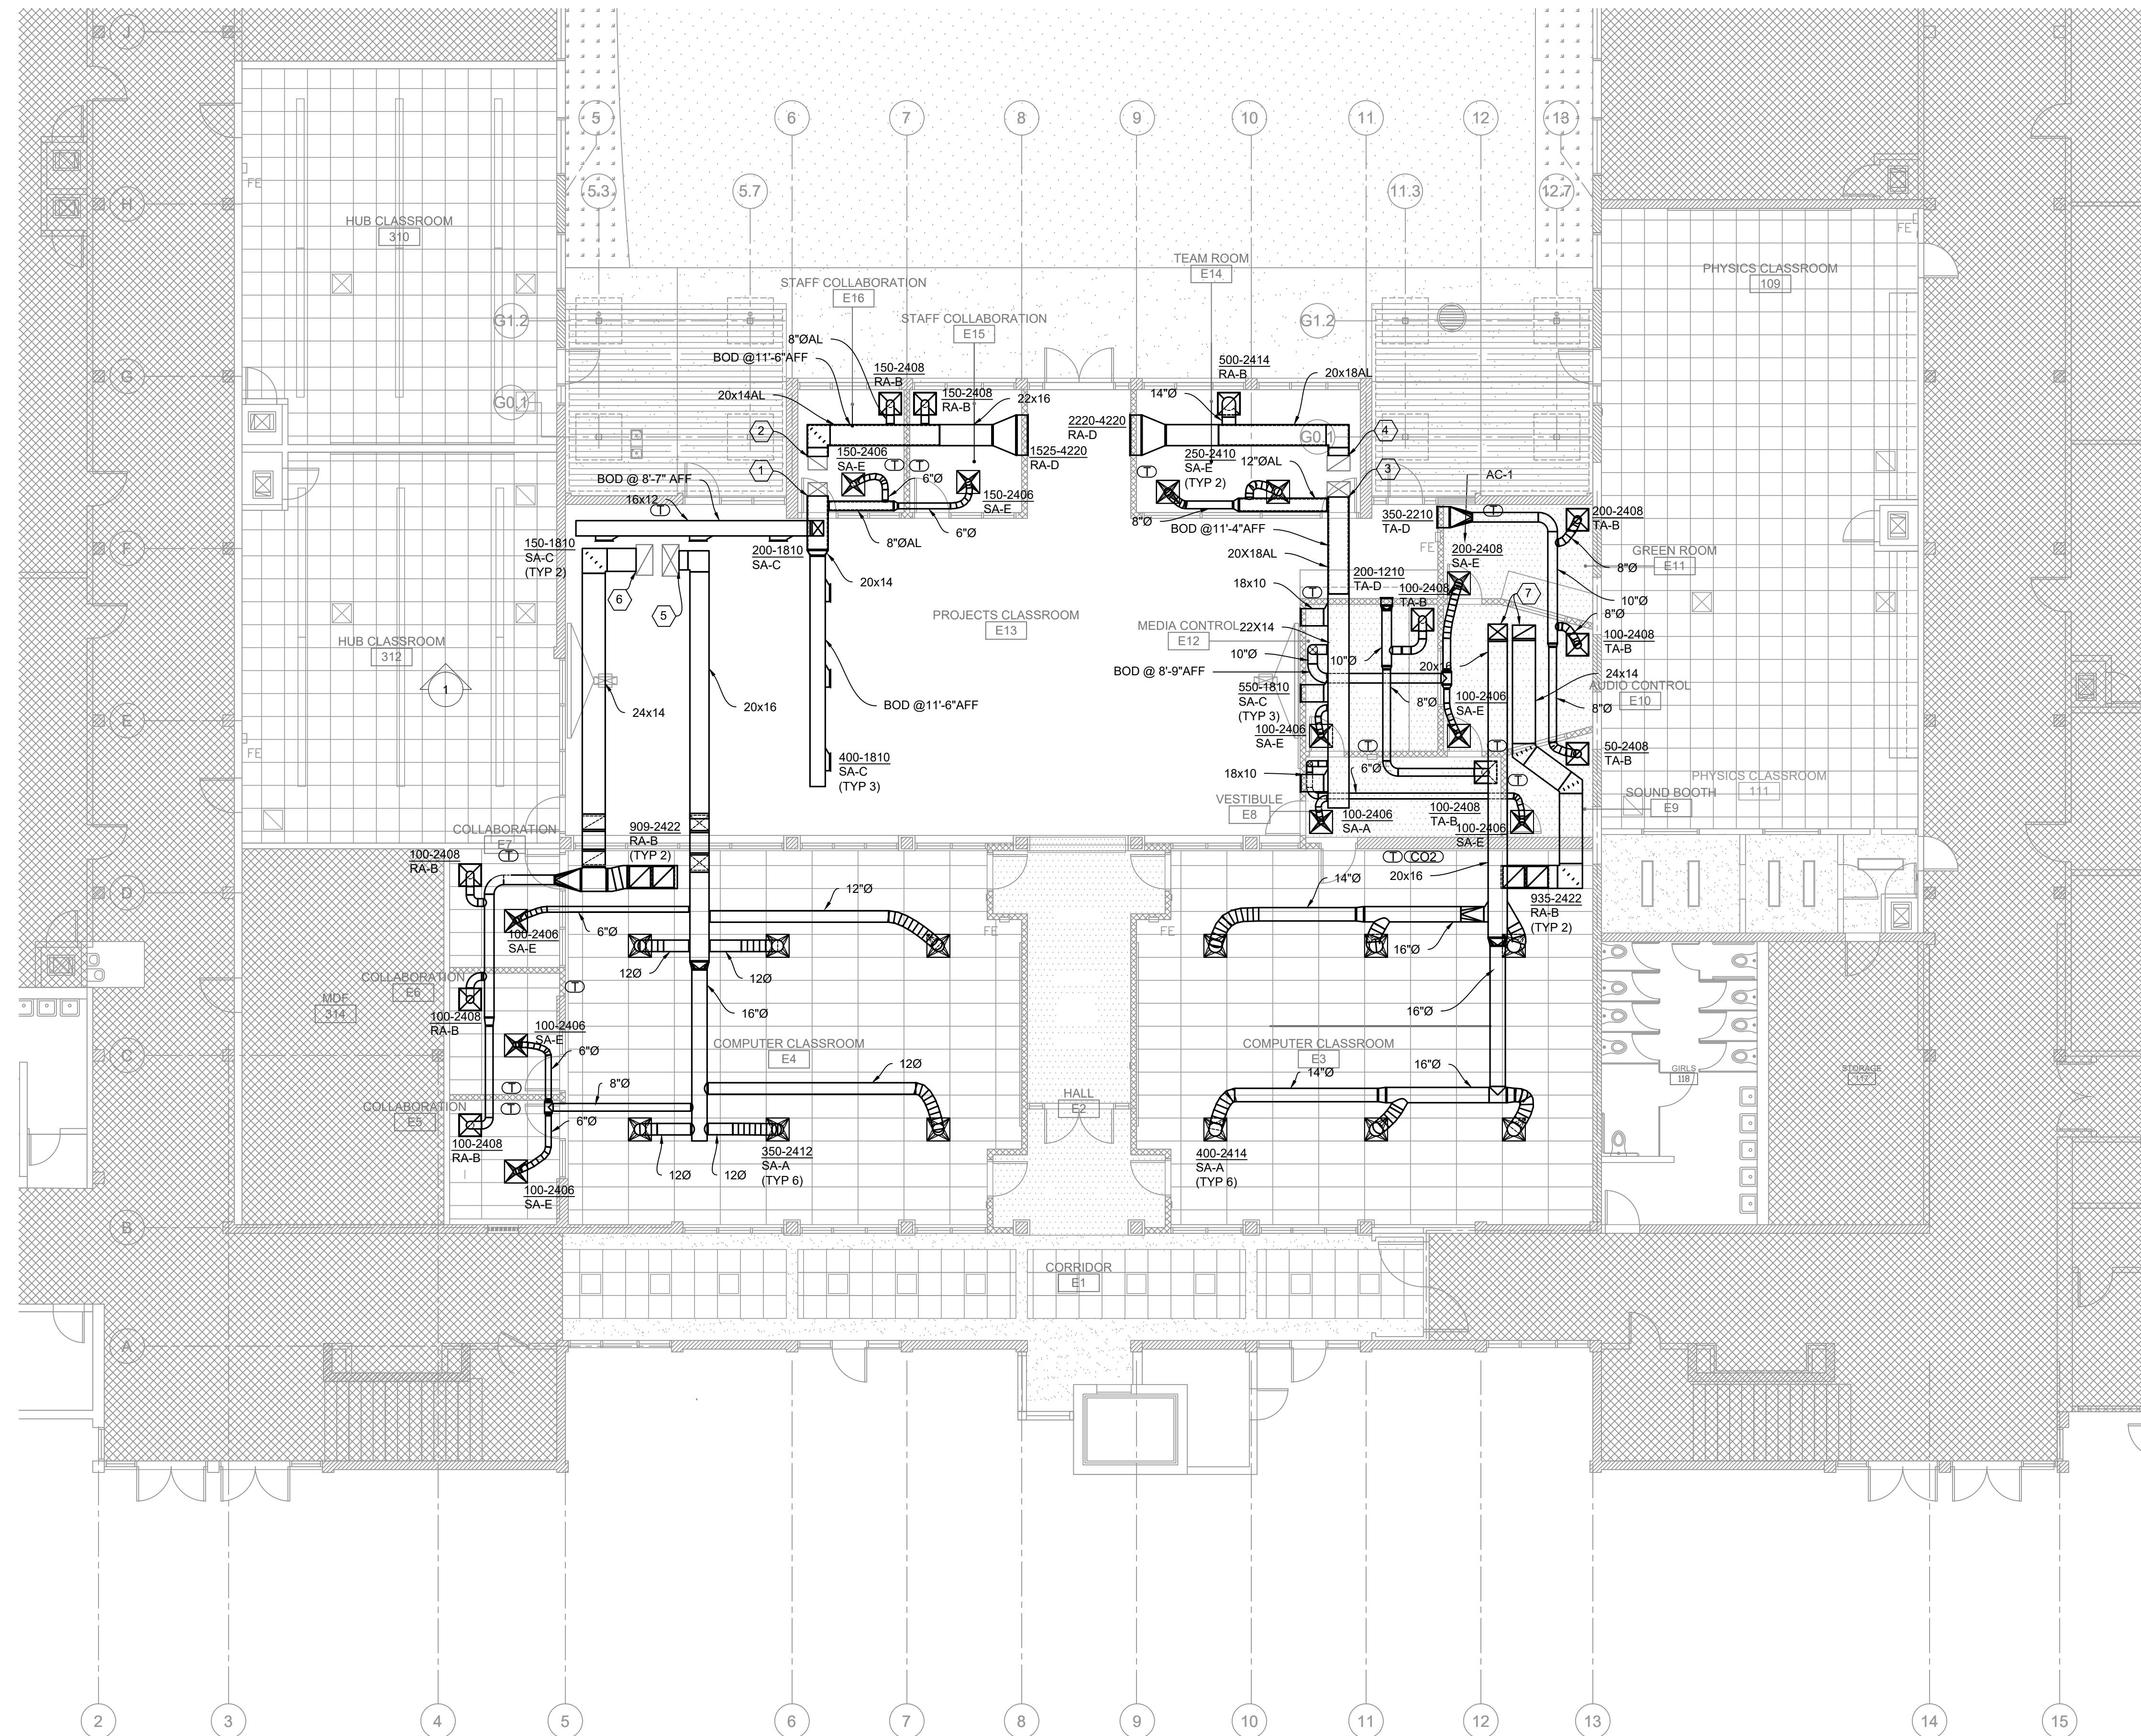 J
5
6
7
8
9
10
11
12
13
FE
5.3
5.7
11.3
12.7
H
HUB CLASSROOM
310
FE
PHYSICS CLASSROOM
109
TEAM ROOM
E14
STAFF COLLABORATION
E16
STAFF COLLABORATION
E15
G1.2
G1.2
8"ØAL
BOD @11'-6"AFF
150-2408
RA-B
500-2414
RA-B
20x18AL
G
G0.1
20x14AL
150-2408
RA-B
22x16
14"Ø
2220-4220
RA-D
G0.1
2
4
1525-4220
RA-D
150-2406
SA-E
T
T
6"Ø
250-2410
SA-E
(TYP 2)
12"ØAL
T
1
3
AC-1
BOD @ 8'-7" AFF
16x12
T
150-2406
SA-E
8"Ø
350-2210
TA-D
T
200-2408
TA-B
BOD @11'-4"AFF
F
150-1810
SA-C
(TYP 2)
200-1810
SA-C
8"ØAL
6"Ø
FE
200-2408
SA-E
20X18AL
GREEN ROOM
E11
8"Ø
20x14
18x10
200-1210
TA-D
100-2408
TA-B
T
6
5
7
10"Ø
8"Ø
PROJECTS CLASSROOM
E13
MEDIA CONTROL
E12
22X14
100-2408
TA-B
HUB CLASSROOM
312
10"Ø
10"Ø
20x16
BOD @ 8'-9"AFF
24x14
1
AUDIO CONTROL
E10
550-1810
SA-C
(TYP 3)
100-2406
SA-E
8"Ø
8"Ø
24x14
20x16
BOD @11'-6"AFF
E
100-2406
SA-E
FE
T
T
50-2408
TA-B
400-1810
SA-C
(TYP 3)
18x10
6"Ø
T
PHYSICS CLASSROOM
111
SOUND BOOTH
E9
VESTIBULE
E8
100-2406
SA-A
100-2408
TA-B
100-2406
SA-E
COLLABORATION
E7
909-2422
RA-B
(TYP 2)
100-2408
RA-B
T
T
CO2
20x16
D
12"Ø
14"Ø
935-2422
RA-B
(TYP 2)
100-2406
SA-E
6"Ø
FE
FE
12Ø
12Ø
16"Ø
COLLABORATION
E6
T
MDF
314
100-2408
RA-B
16"Ø
16"Ø
100-2406
SA-E
C
6"Ø
COMPUTER CLASSROOM
E4
COMPUTER CLASSROOM
E3
12Ø
14"Ø
16"Ø
GIRLS
118
STORAGE
117
T
8"Ø
HALL
E2
COLLABORATION
E5
T
6"Ø
100-2408
RA-B
350-2412
SA-A
(TYP 6)
400-2414
SA-A
(TYP 6)
12Ø
12Ø
100-2406
SA-E
B
CORRIDOR
E1
A
2
3
4
5
6
7
8
9
10
11
12
13
14
15